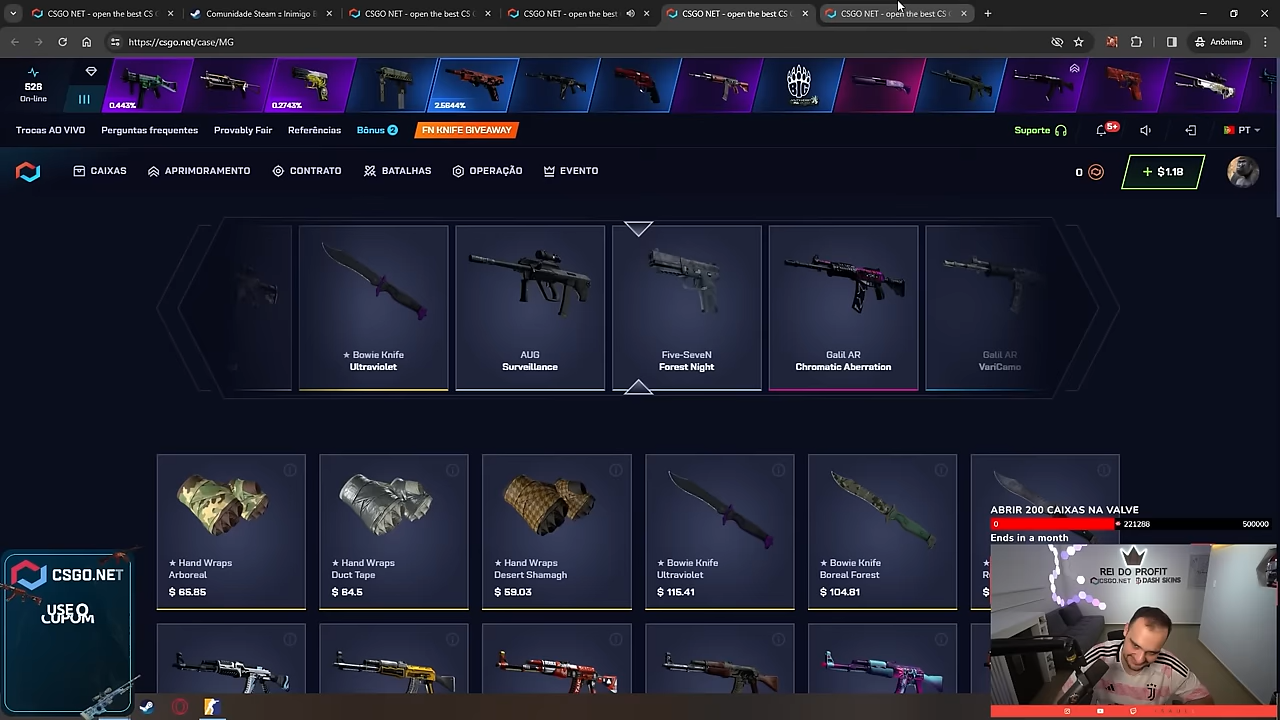 CSGO NET - open the best CS
Comunidade Steam :: Inimigo
CSGO NET - open the best CS
CSGO NET - open the best
CSGO NET - open the best CS
CSGO NET - open the best CS
https://csgo.net/case/MG
Anônima
526
On-line
0.443%
0.2743%
2.5644%
Trocas AO VIVO
Perguntas frequentes
Provably Fair
Referências
Bônus 2
FN KNIFE GIVEAWAY
Suporte
5+
PT
CAIXAS
APRIMORAMENTO
CONTRATO
BATALHAS
OPERAÇÃO
EVENTO
0
+ $1.18
★ Bowie Knife
Ultraviolet
AUG
Surveillance
Five-SeveN
Forest Night
Galil AR
Chromatic Aberration
Galil AR
VariCamo
★ Hand Wraps
Arboreal
$ 65.85
★ Hand Wraps
Duct Tape
$ 64.5
★ Hand Wraps
Desert Shamagh
$ 59.03
★ Bowie Knife
Ultraviolet
$ 115.41
★ Bowie Knife
Boreal Forest
$ 104.81
ABRIR 200 CAIXAS NA VALVE
0
221288
500000
Ends in a month
REI DO PROFIT
CSGO.NET
DASH SKINS
CSGO.NET
USE O
CUPOM